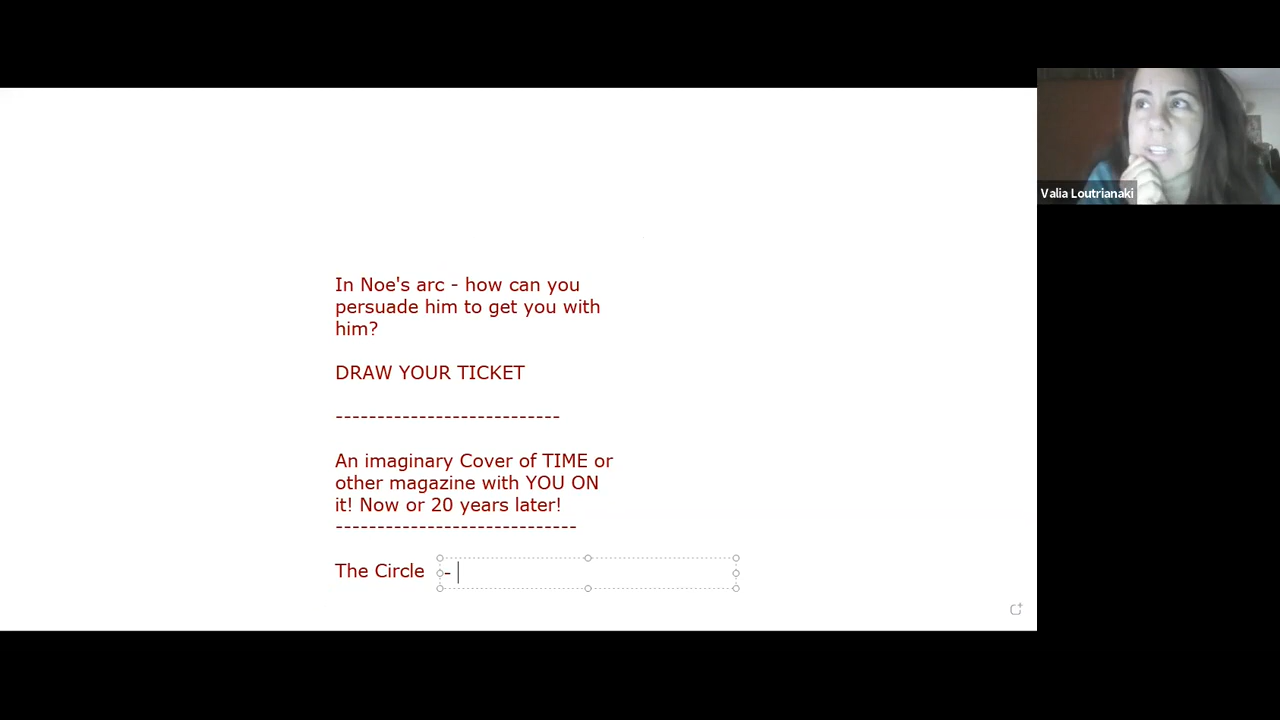 Valia Loutrianaki
In Noe's arc - how can you
persuade him to get you with
him?
DRAW YOUR TICKET
--------------------------
An imaginary Cover of TIME or
other magazine with YOU ON
it! Now or 20 years later!
----------------------------
The Circle -